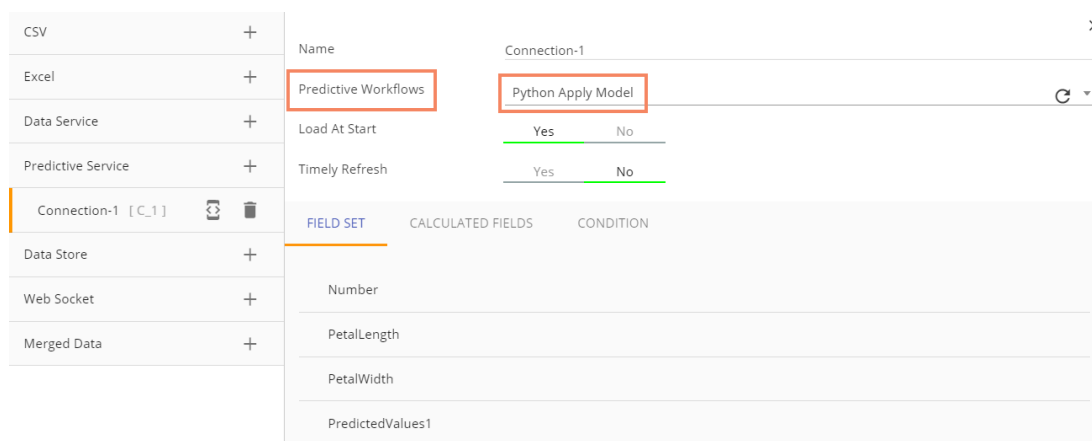 CSV
Excel
Data Service
Predictive Service
Connection-1 [ C_1 ]
Data Store
Web Socket
Merged Data
Name Connection-1
Predictive Workflows Python Apply Model
Load At Start Yes No
Timely Refresh Yes No
FIELD SET CALCULATED FIELDS CONDITION
Number
PetalLength
PetalWidth
PredictedValues1